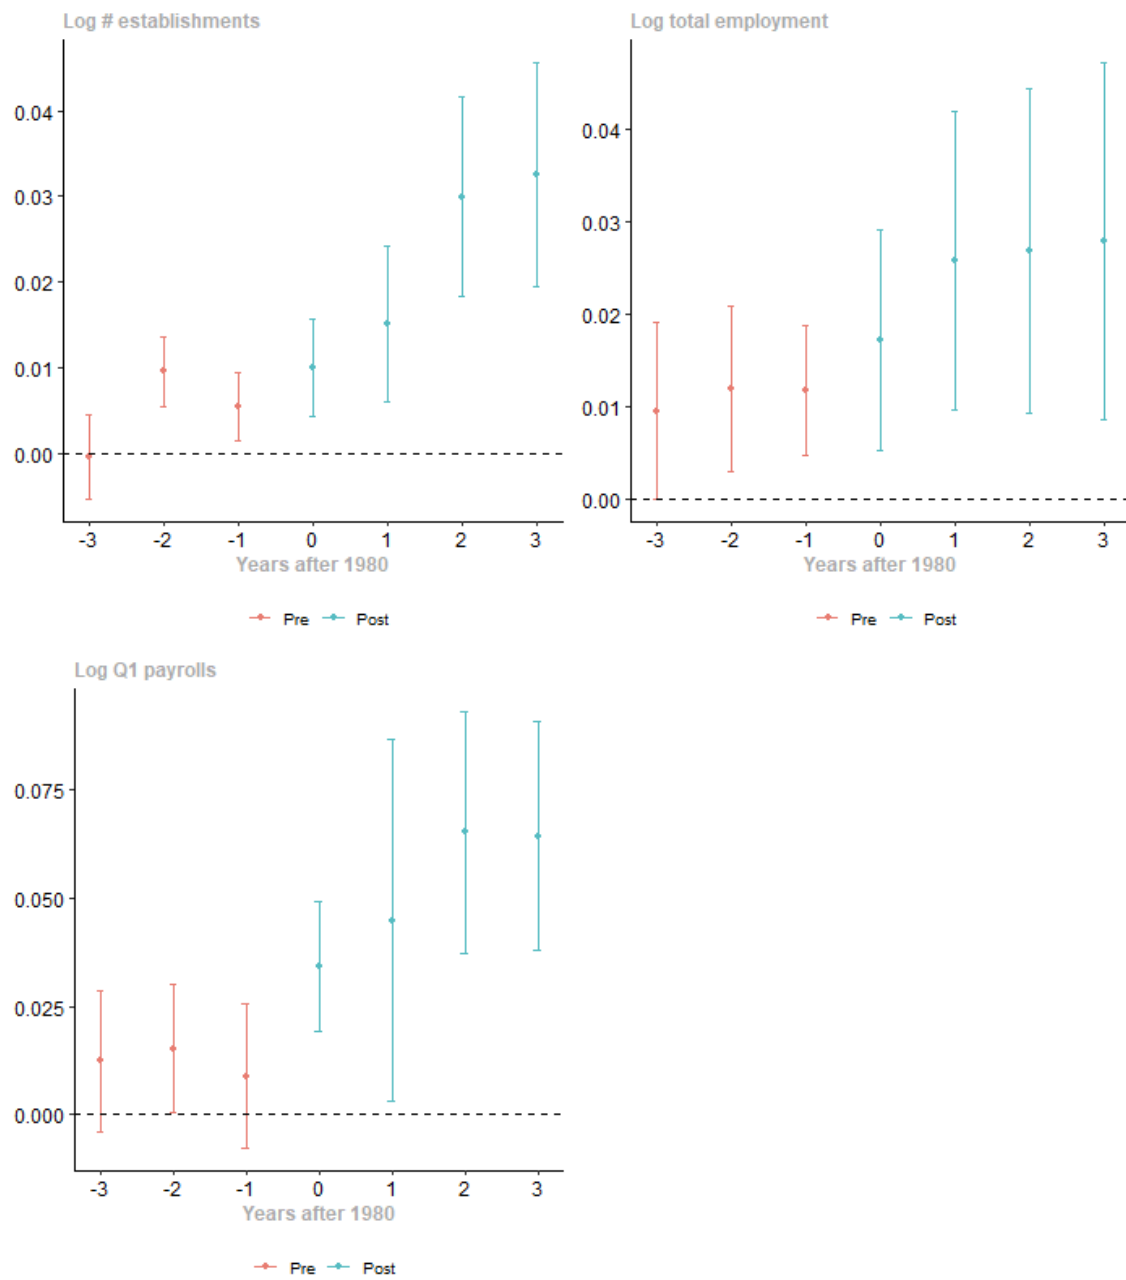 Log # establishments
0.04
0.03
0.02
0.01
0.00
-3 -2 -1 0 1 2 3
Years after 1980
Pre Post
Log total employment
0.04
0.03
0.02
0.01
0.00
-3 -2 -1 0 1 2 3
Years after 1980
Pre Post
Log Q1 payrolls
0.075
0.050
0.025
0.000
-3 -2 -1 0 1 2 3
Years after 1980
Pre Post